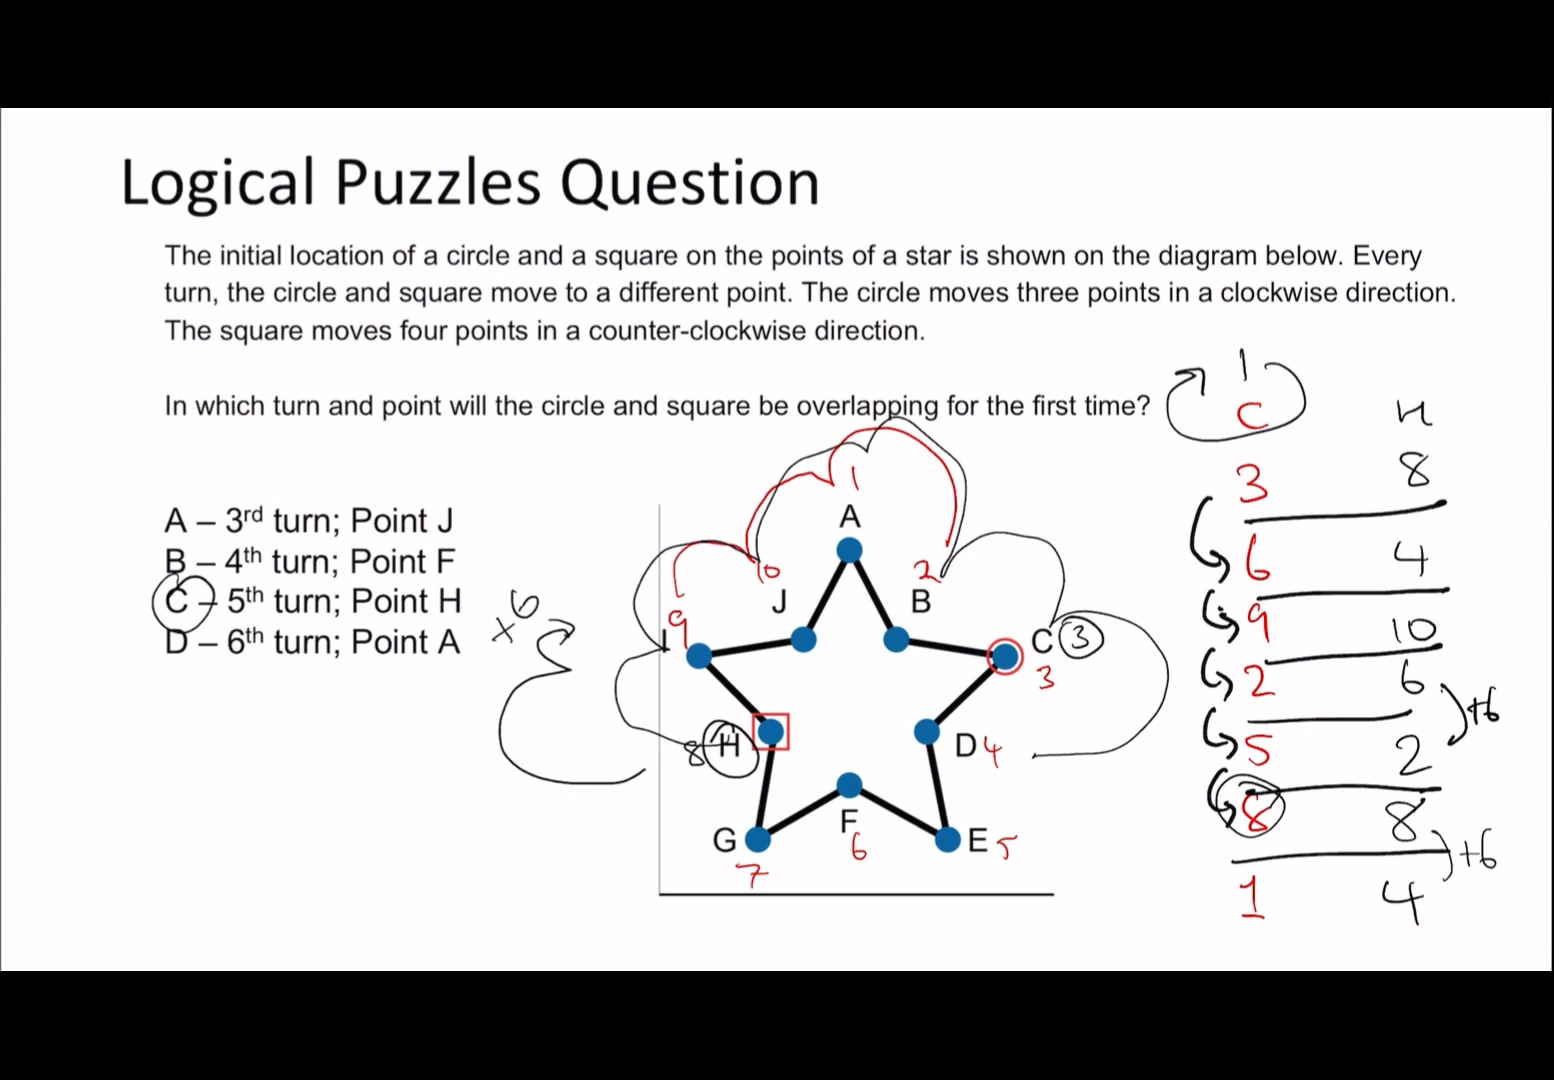 Logical Puzzles Question
The initial location of a circle and a square on the points of a star is shown on the diagram below. Every
turn, the circle and square move to a different point. The circle moves three points in a clockwise direction.
The square moves four points in a counter-clockwise direction.
In which turn and point will the circle and square be overlapping for the first time?
A – 3rd turn; Point J
B – 4th turn; Point F
C – 5th turn; Point H
D – 6th turn; Point A
x6
1
A
10
J
2
B
9
I
C 3
3
8 H
D 4
G
7
F
6
E 5
1
C H
3 8
6 4
9 10
2 6
+6
5 2
8 8
+6
1 4